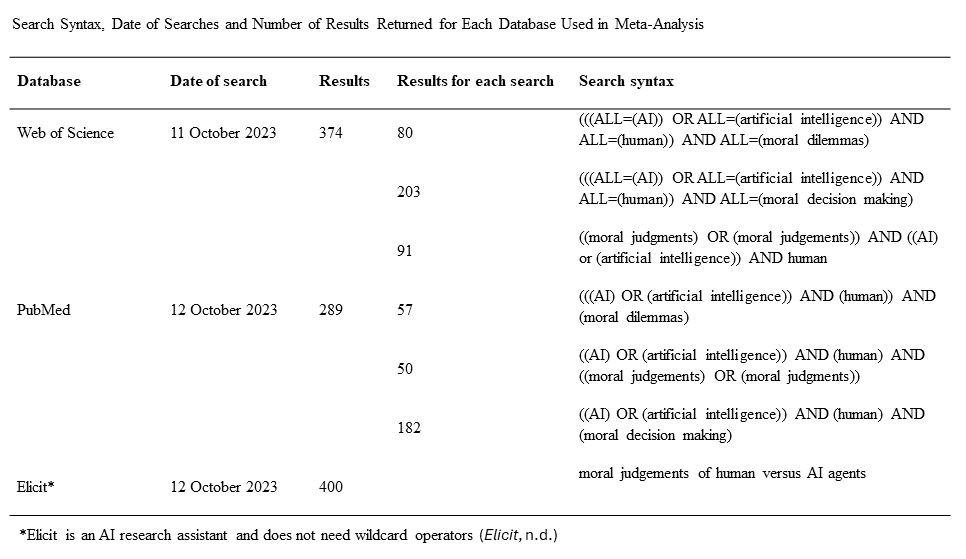 Search Syntax, Date of Searches and Number of Results Returned for Each Database Used in Meta-Analysis
Database Date of search Results Results for each search Search syntax
Web of Science 11 October 2023 374 80 (((ALL=(AI)) OR ALL=(artificial intelligence)) AND
ALL=(human)) AND ALL=(moral dilemmas)
203 (((ALL=(AI)) OR ALL=(artificial intelligence)) AND
ALL=(human)) AND ALL=(moral decision making)
91 ((moral judgments) OR (moral judgements)) AND ((AI)
or (artificial intelligence)) AND human
PubMed 12 October 2023 289 57 (((AI) OR (artificial intelligence)) AND (human)) AND
(moral dilemmas)
50 ((AI) OR (artificial intelligence)) AND (human) AND
((moral judgements) OR (moral judgments))
182 ((AI) OR (artificial intelligence)) AND (human) AND
(moral decision making)
Elicit* 12 October 2023 400 moral judgements of human versus AI agents
*Elicit is an AI research assistant and does not need wildcard operators (Elicit, n.d.)